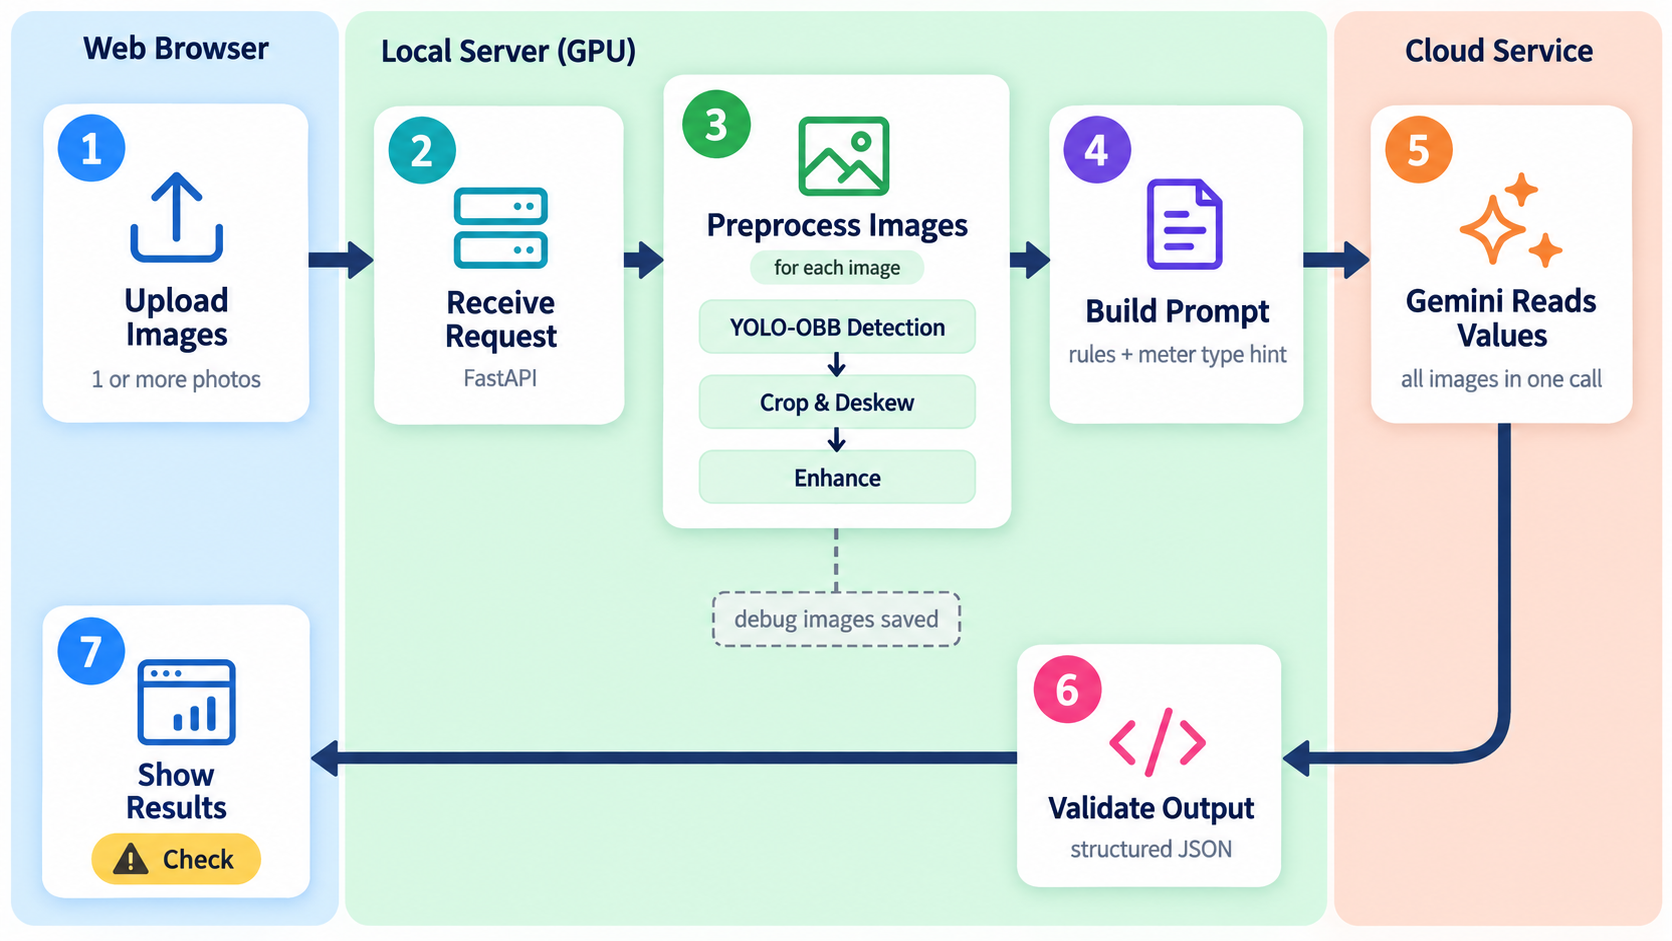 Web Browser
Local Server (GPU)
Cloud Service
1
Upload
Images
1 or more photos
2
Receive
Request
FastAPI
3
Preprocess Images
for each image
YOLO-OBB Detection
Crop & Deskew
Enhance
debug images saved
4
Build Prompt
rules + meter type hint
5
Gemini Reads
Values
all images in one call
6
Validate Output
structured JSON
7
Show
Results
Check